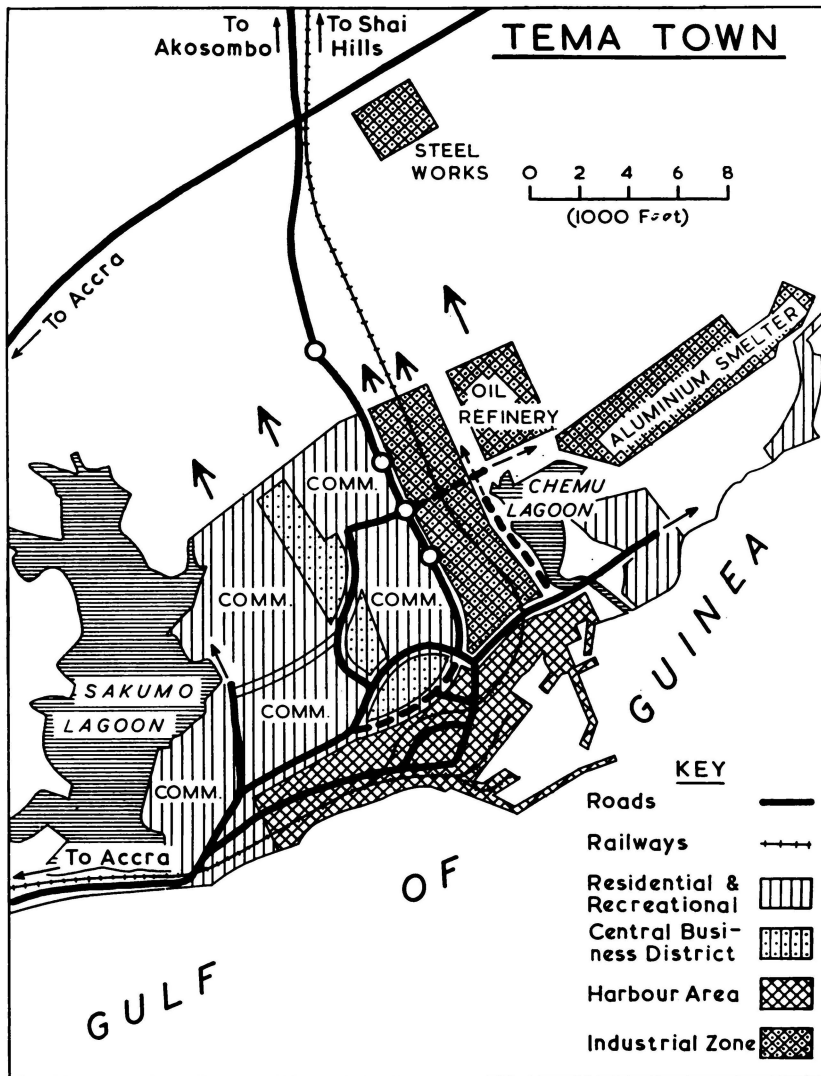 TEMA TOWN
To
Akosombo
To Shai
Hills
STEEL
WORKS
0 2 4 6 8
(1000 Feet)
To Accra
OIL
REFINERY
ALUMINIUM SMELTER
COMM.
CHEMU
LAGOON
COMM.
COMM.
SAKUMO
LAGOON
COMM.
COMM.
To Accra
GULF OF GUINEA
KEY
Roads
Railways
Residential &
Recreational
Central Busi-
ness District
Harbour Area
Industrial Zone